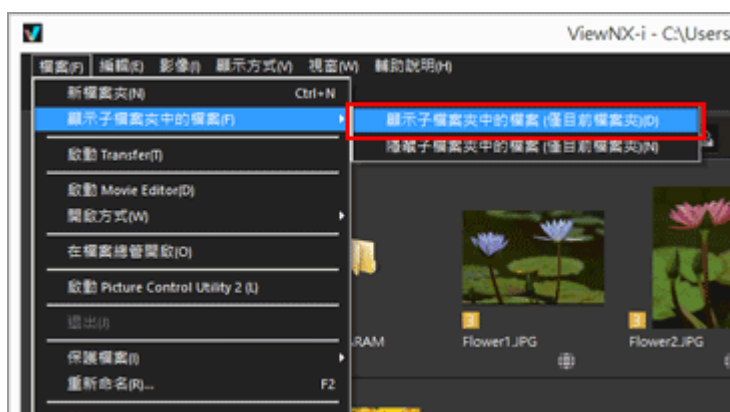 ViewNX-i - C:\Users
檔案(F) 編輯(E) 影像(I) 顯示方式(V) 視窗(W) 輔助說明(H)
新檔案夾(N) Ctrl+N
顯示子檔案夾中的檔案(F) 顯示子檔案夾中的檔案 (僅目前檔案夾)(D)
隱藏子檔案夾中的檔案 (僅目前檔案夾)(N)
啟動 Transfer(T)
啟動 Movie Editor(D)
開啟方式(W)
在檔案總管開啟(O)
啟動 Picture Control Utility 2 (L)
退出(J)
3 3
ARAM Flower1.JPG Flower2.JPG
保護檔案(I)
重新命名(R)... F2